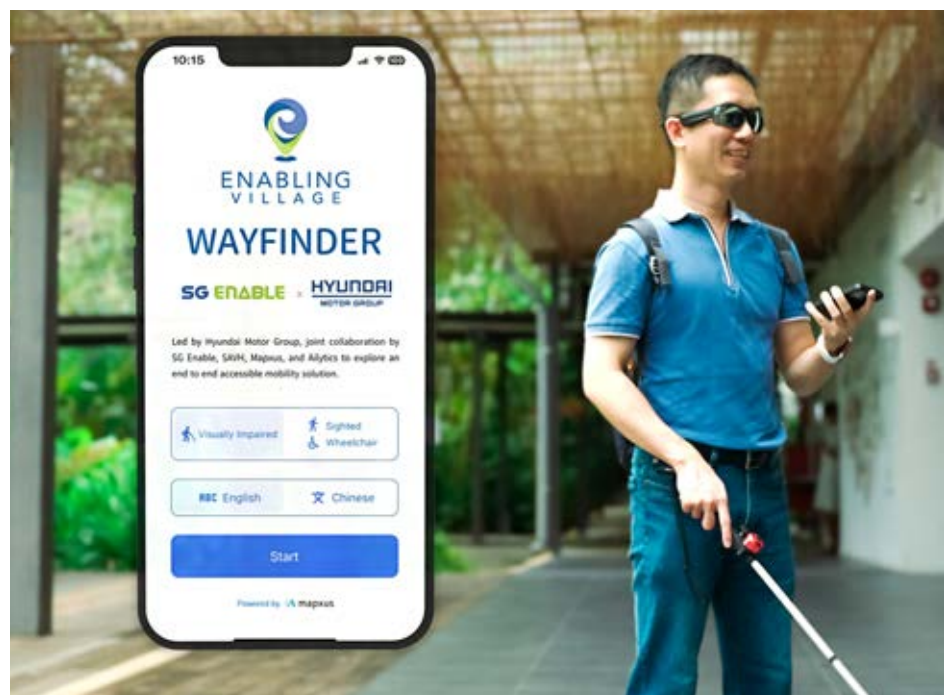 10:15
ENABLING
VILLAGE
WAYFINDER
SG ENABLE x HYUNDAI
MOTOR GROUP
Led by Hyundai Motor Group, joint collaboration by
SG Enable, SAVH, Mapxus, and Ailytics to explore an
end to end accessible mobility solution.
Visually Impaired
Sighted
Wheelchair
ABC English
文 Chinese
Start
Powered by mapxus